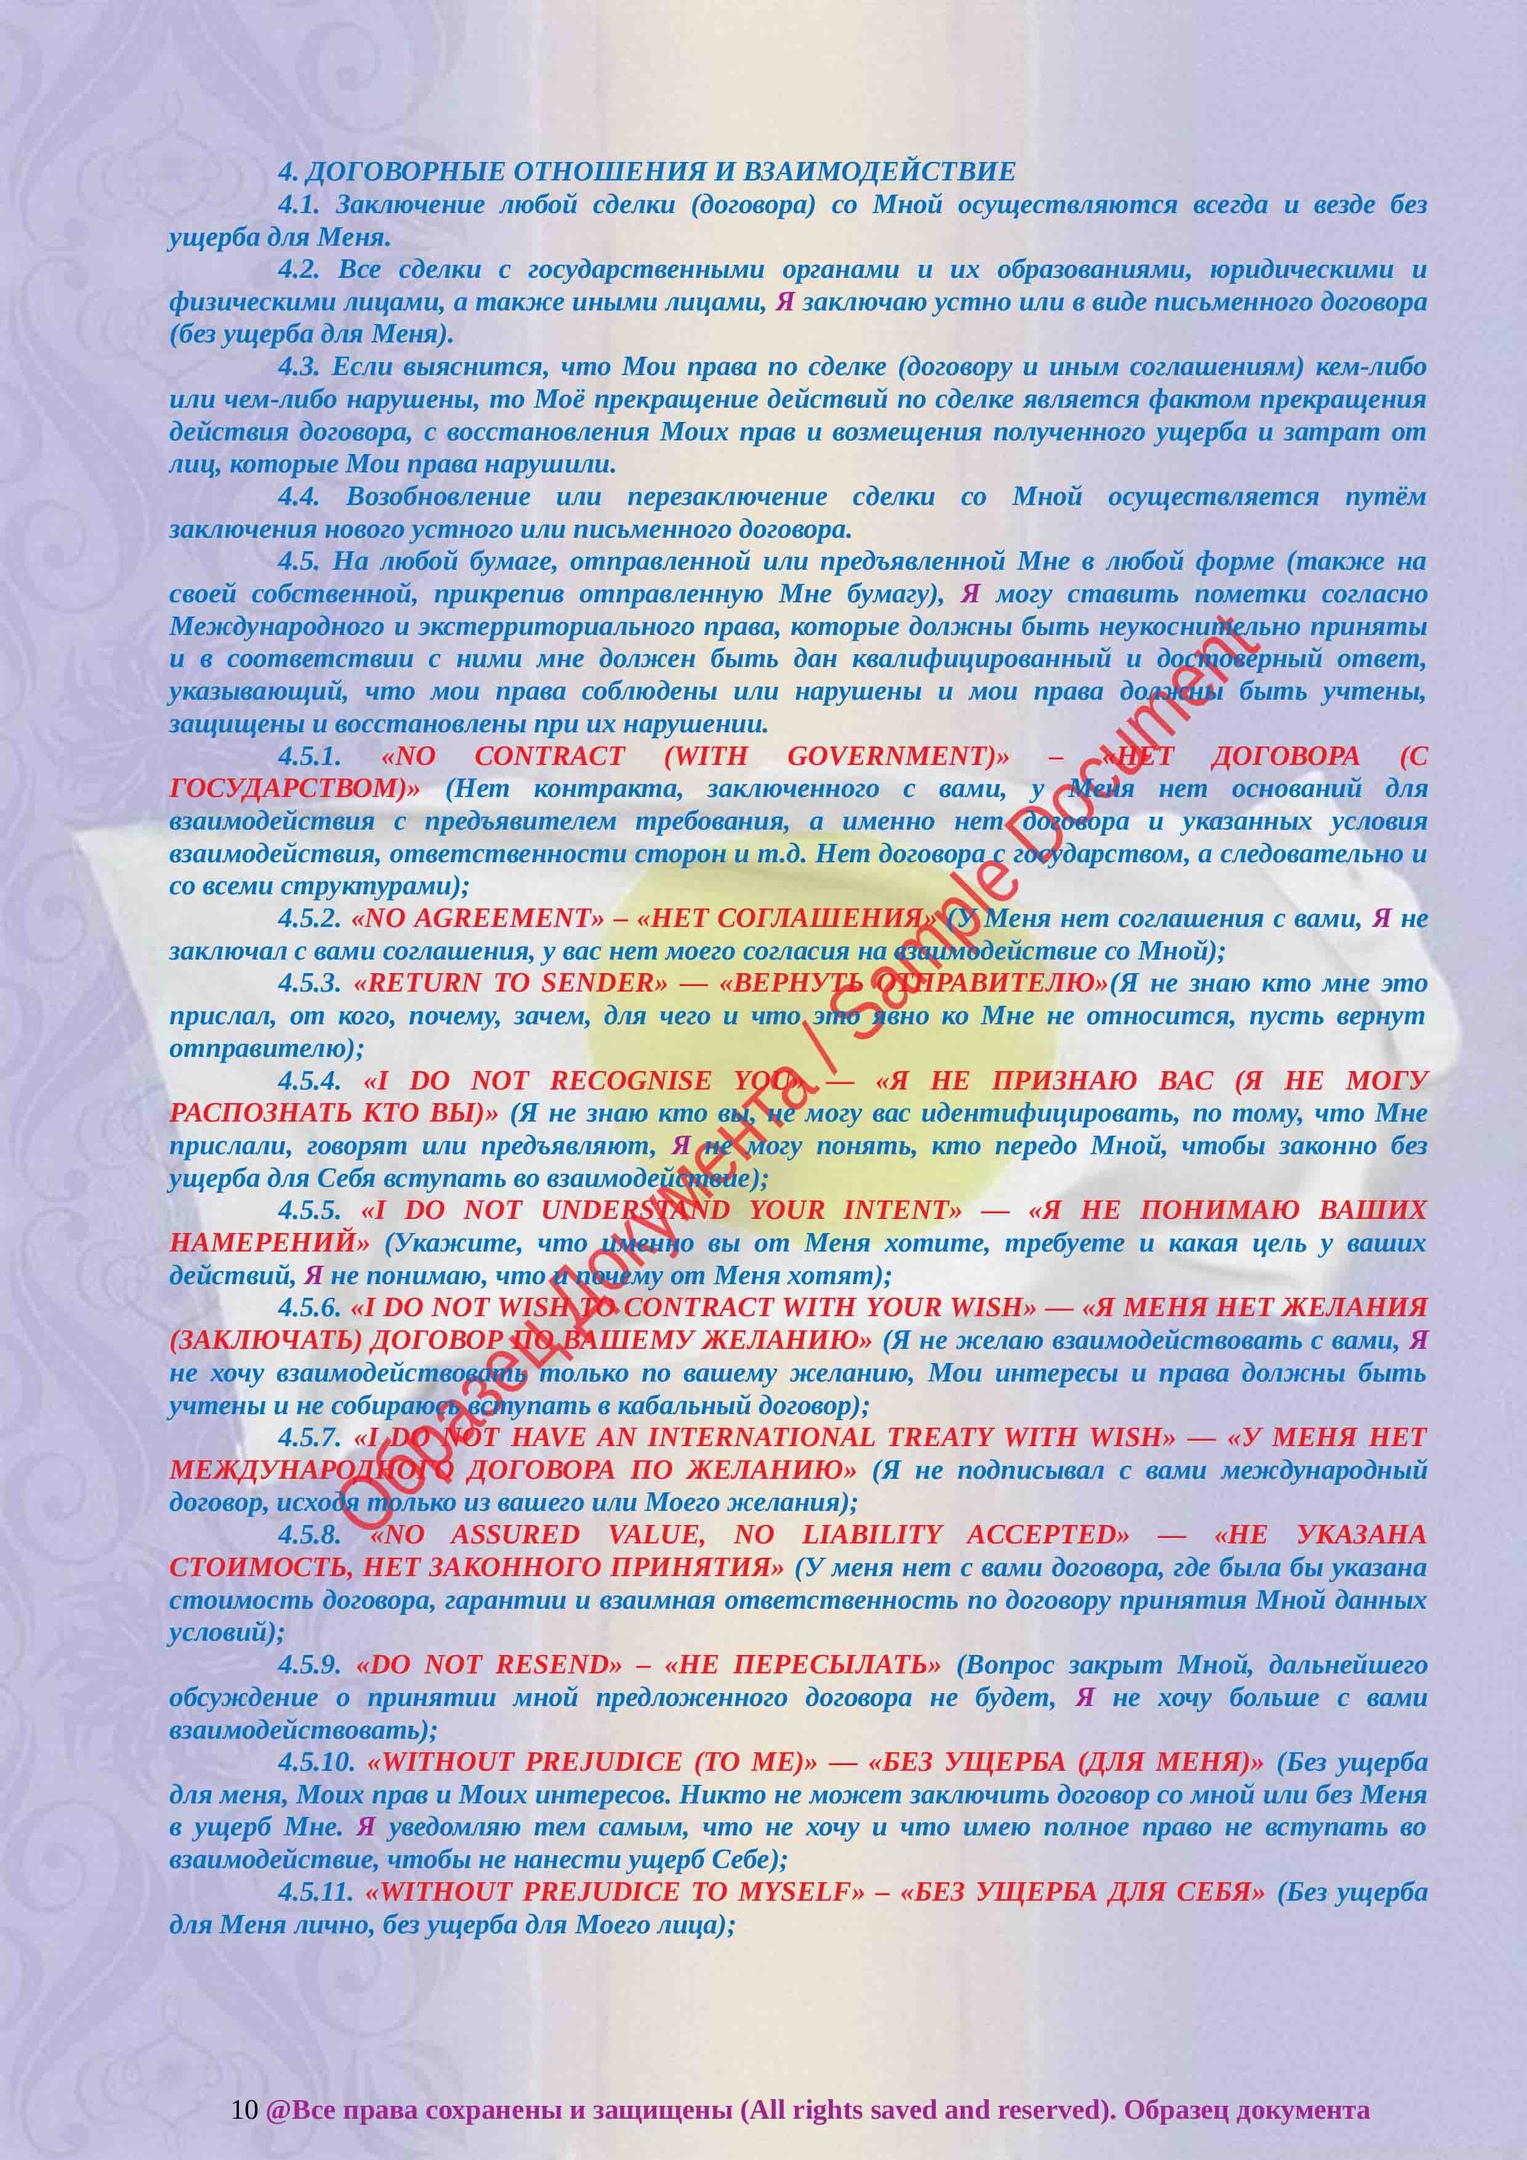 4. ДОГОВОРНЫЕ ОТНОШЕНИЯ И ВЗАИМОДЕЙСТВИЕ
4.1. Заключение любой сделки (договора) со Мной осуществляются всегда и везде без
ущерба для Меня.
4.2. Все сделки с государственными органами и их образованиями, юридическими и
физическими лицами, а также иными лицами, Я заключаю устно или в виде письменного договора
(без ущерба для Меня).
4.3. Если выяснится, что Мои права по сделке (договору и иным соглашениям) кем-либо
или чем-либо нарушены, то Моё прекращение действий по сделке является фактом прекращения
действия договора, с восстановления Моих прав и возмещения полученного ущерба и затрат от
лиц, которые Мои права нарушили.
4.4. Возобновление или перезаключение сделки со Мной осуществляется путём
заключения нового устного или письменного договора.
4.5. На любой бумаге, отправленной или предъявленной Мне в любой форме (также на
своей собственной, прикрепив отправленную Мне бумагу), Я могу ставить пометки согласно
Международного и экстерриториального права, которые должны быть неукоснительно приняты
и в соответствии с ними мне должен быть дан квалифицированный и достоверный ответ,
указывающий, что мои права соблюдены или нарушены и мои права должны быть учтены,
защищены и восстановлены при их нарушении.
4.5.1. «NO CONTRACT (WITH GOVERNMENT)» – «НЕТ ДОГОВОРА (С
ГОСУДАРСТВОМ)» (Нет контракта, заключенного с вами, у Меня нет оснований для
взаимодействия с предъявителем требования, а именно нет договора и указанных условия
взаимодействия, ответственности сторон и т.д. Нет договора с государством, а следовательно и
со всеми структурами);
4.5.2. «NO AGREEMENT» – «НЕТ СОГЛАШЕНИЯ» (У Меня нет соглашения с вами, Я не
заключал с вами соглашения, у вас нет моего согласия на взаимодействие со Мной);
4.5.3. «RETURN TO SENDER» — «ВЕРНУТЬ ОТПРАВИТЕЛЮ»(Я не знаю кто мне это
прислал, от кого, почему, зачем, для чего и что это явно ко Мне не относится, пусть вернут
отправителю);
4.5.4. «I DO NOT RECOGNISE YOU» — «Я НЕ ПРИЗНАЮ ВАС (Я НЕ МОГУ
РАСПОЗНАТЬ КТО ВЫ)» (Я не знаю кто вы, не могу вас идентифицировать, по тому, что Мне
прислали, говорят или предъявляют, Я не могу понять, кто передо Мной, чтобы законно без
ущерба для Себя вступать во взаимодействие);
4.5.5. «I DO NOT UNDERSTAND YOUR INTENT» — «Я НЕ ПОНИМАЮ ВАШИХ
НАМЕРЕНИЙ» (Укажите, что именно вы от Меня хотите, требуете и какая цель у ваших
действий, Я не понимаю, что и почему от Меня хотят);
4.5.6. «I DO NOT WISH TO CONTRACT WITH YOUR WISH» — «Я МЕНЯ НЕТ ЖЕЛАНИЯ
(ЗАКЛЮЧАТЬ) ДОГОВОР ПО ВАШЕМУ ЖЕЛАНИЮ» (Я не желаю взаимодействовать с вами, Я
не хочу взаимодействовать только по вашему желанию, Мои интересы и права должны быть
учтены и не собираюсь вступать в кабальный договор);
4.5.7. «I DO NOT HAVE AN INTERNATIONAL TREATY WITH WISH» — «У МЕНЯ НЕТ
МЕЖДУНАРОДНОГО ДОГОВОРА ПО ЖЕЛАНИЮ» (Я не подписывал с вами международный
договор, исходя только из вашего или Моего желания);
4.5.8. «NO ASSURED VALUE, NO LIABILITY ACCEPTED» — «НЕ УКАЗАНА
СТОИМОСТЬ, НЕТ ЗАКОННОГО ПРИНЯТИЯ» (У меня нет с вами договора, где была бы указана
стоимость договора, гарантии и взаимная ответственность по договору принятия Мной данных
условий);
4.5.9. «DO NOT RESEND» – «НЕ ПЕРЕСЫЛАТЬ» (Вопрос закрыт Мной, дальнейшего
обсуждение о принятии мной предложенного договора не будет, Я не хочу больше с вами
взаимодействовать);
4.5.10. «WITHOUT PREJUDICE (TO ME)» — «БЕЗ УЩЕРБА (ДЛЯ МЕНЯ)» (Без ущерба
для меня, Моих прав и Моих интересов. Никто не может заключить договор со мной или без Меня
в ущерб Мне. Я уведомляю тем самым, что не хочу и что имею полное право не вступать во
взаимодействие, чтобы не нанести ущерб Себе);
4.5.11. «WITHOUT PREJUDICE TO MYSELF» – «БЕЗ УЩЕРБА ДЛЯ СЕБЯ» (Без ущерба
для Меня лично, без ущерба для Моего лица);
Образец Документа / Sample Document
10 @Все права сохранены и защищены (All rights saved and reserved). Образец документа